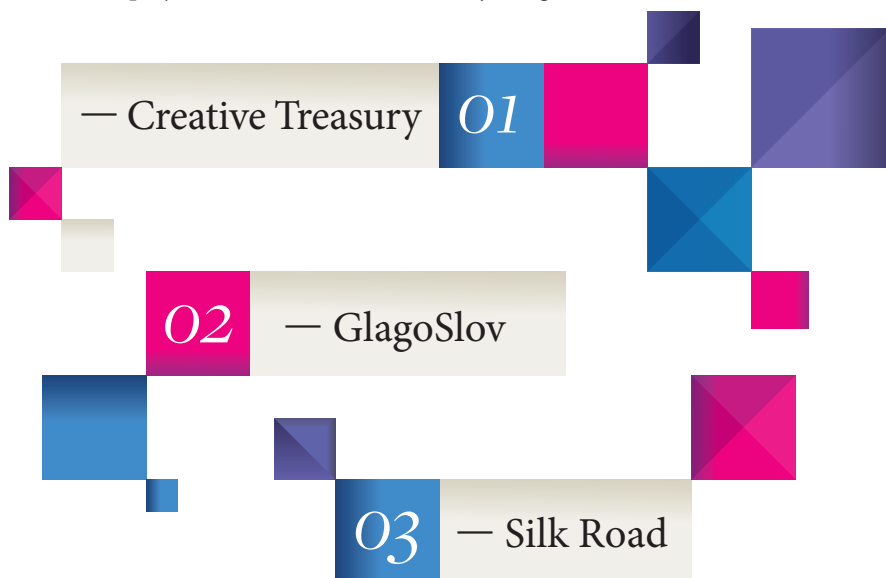 — Creative Treasury 01
02 — GlagoSlov
03 — Silk Road